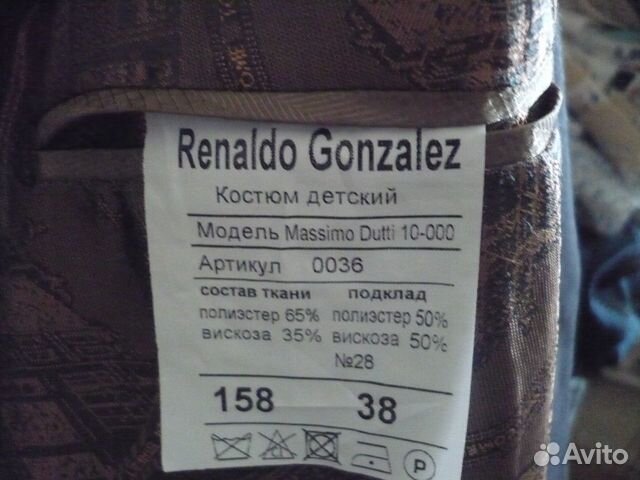 Renaldo Gonzalez
Костюм детский
Модель Massimo Dutti 10-000
Артикул 0036
состав ткани подклад
полиэстер 65% полиэстер 50%
вискоза 35% вискоза 50%
№28
158 38
P
Avito